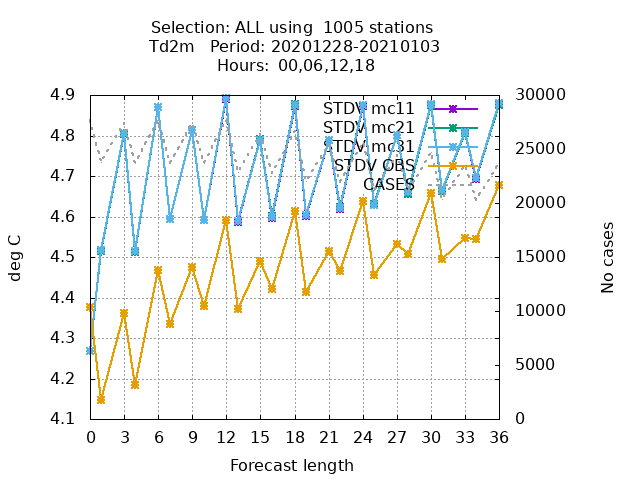 Selection: ALL using  1005 stations
Td2m   Period: 20201228-20210103
Hours:  00,06,12,18
4.9
4.8
4.7
4.6
4.5
4.4
4.3
4.2
4.1
deg C
STDV mc11
STDV mc21
STDV mc31
STDV OBS
CASES
30000
25000
20000
15000
10000
5000
0
No cases
0 3 6 9 12 15 18 21 24 27 30 33 36
Forecast length